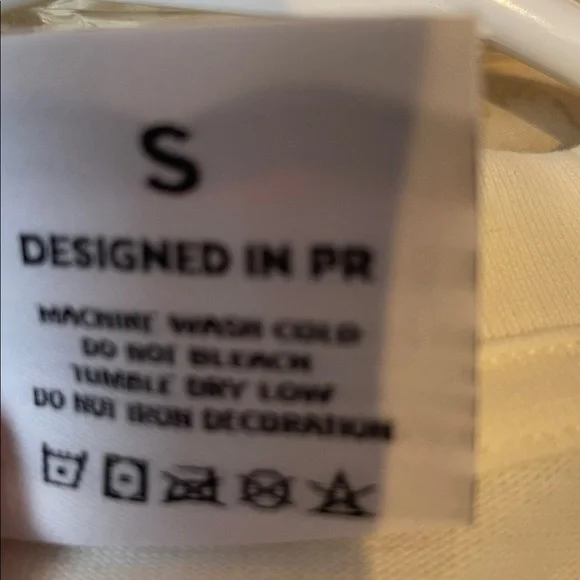 S
DESIGNED IN PR
MACHINE WASH COLD
DO NOT BLEACH
TUMBLE DRY LOW
DO NOT IRON DECORATION